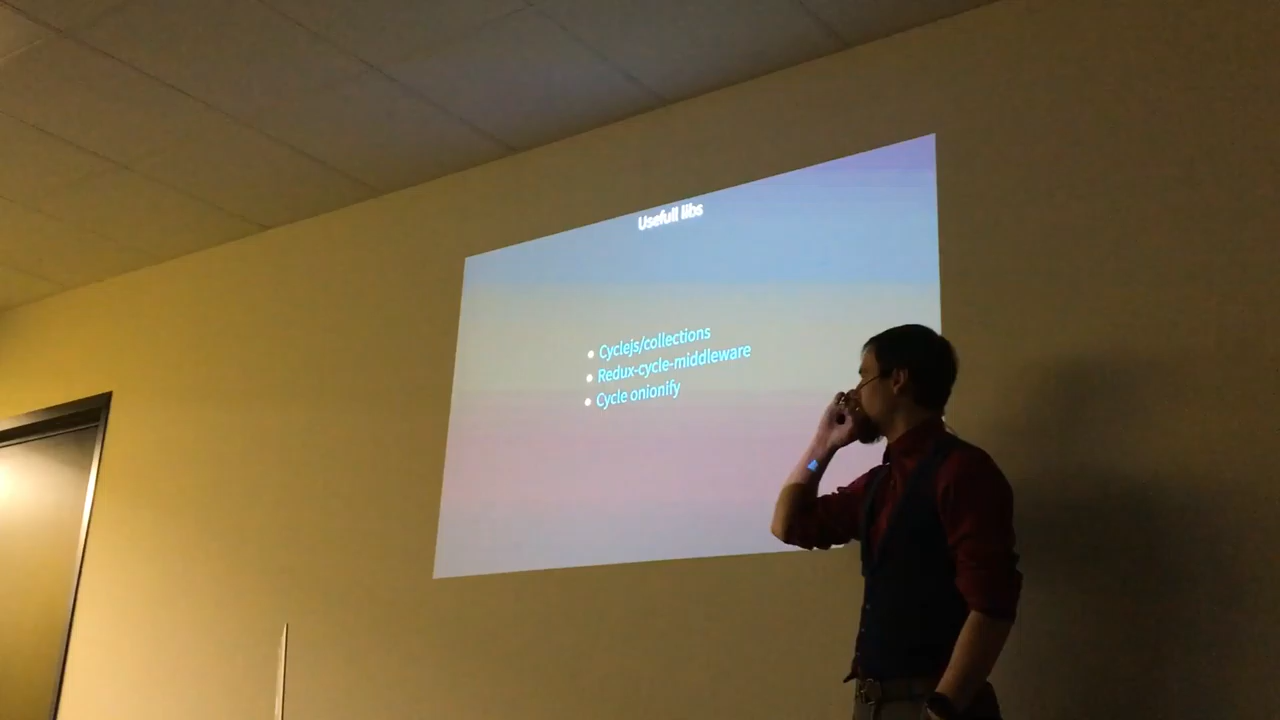 Usefull libs
Cyclejs/collections
Redux-cycle-middleware
Cycle onionify